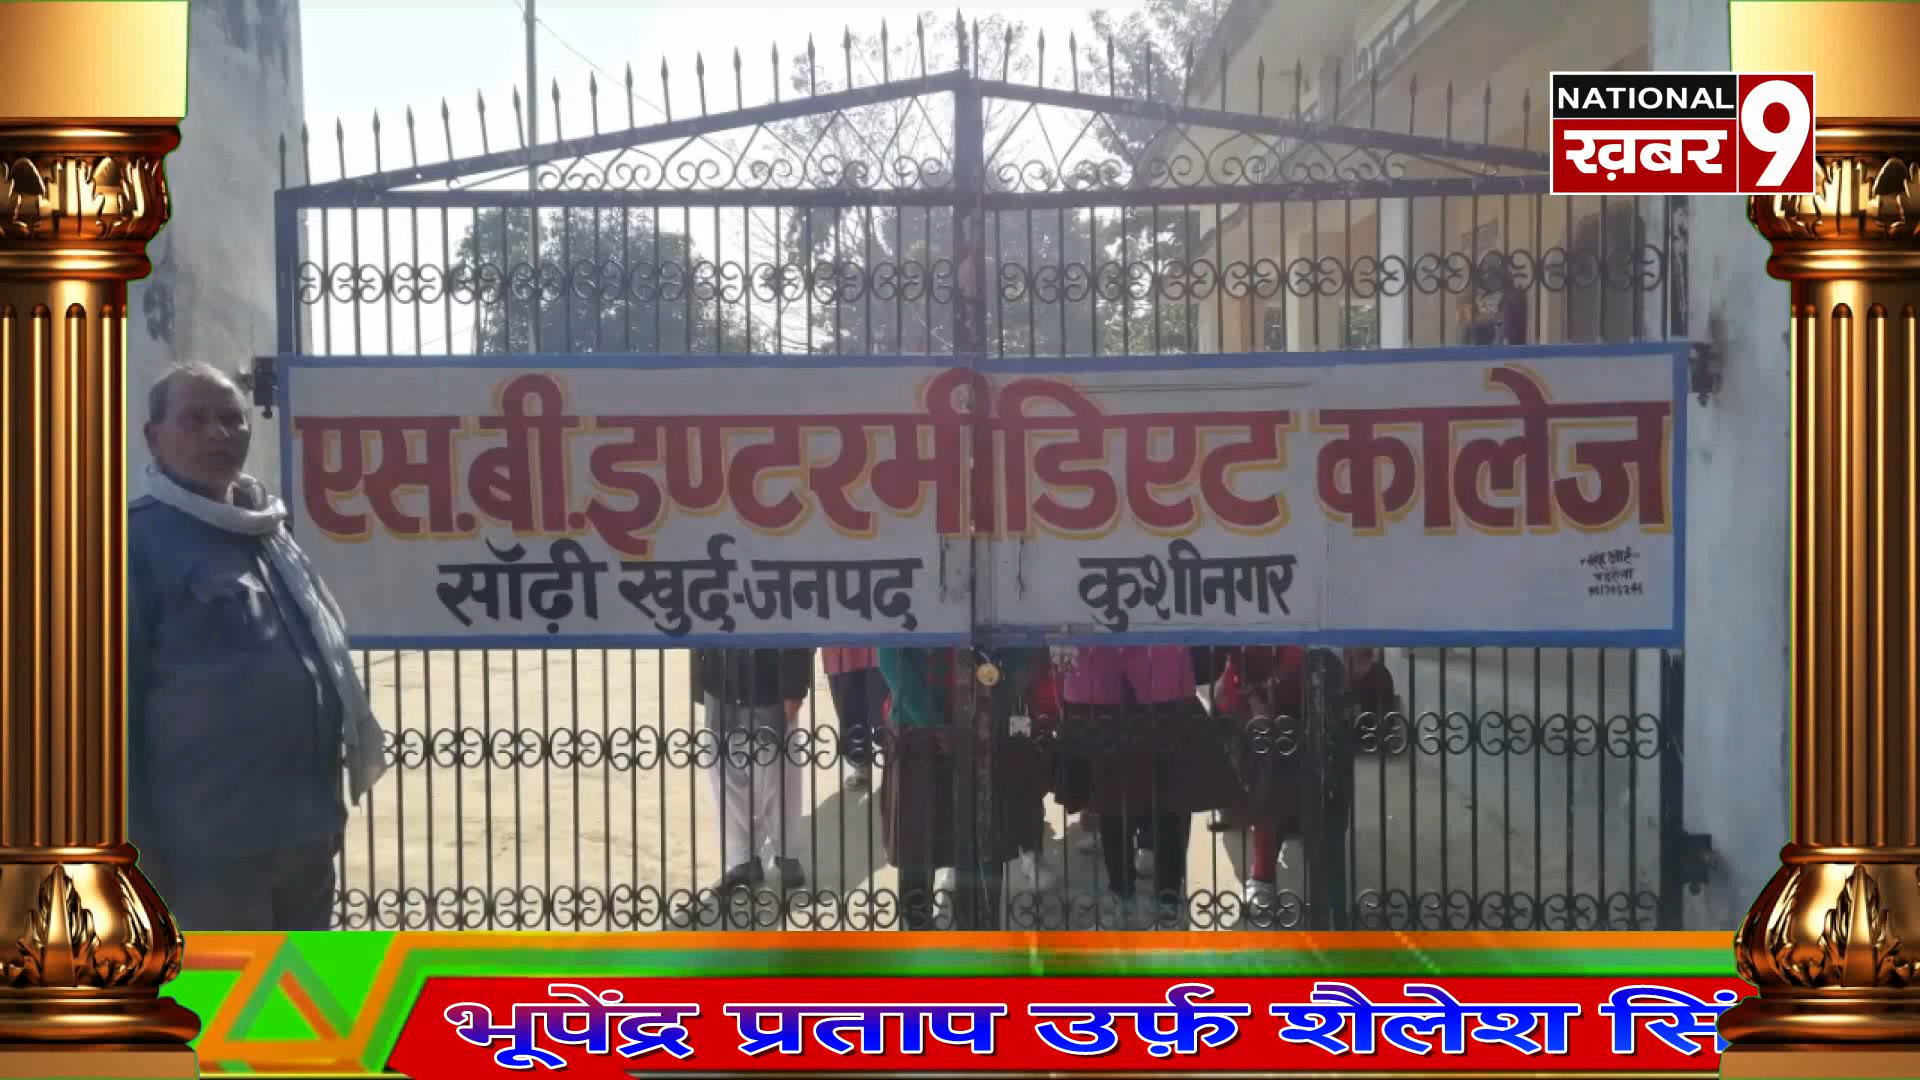 NATIONAL
ख़बर 9
एस.बी.इण्टरमीडिएट कालेज
सॉढ़ी खुर्द-जनपद कुशीनगर
भूपेंद्र प्रताप उर्फ़ शैलेश